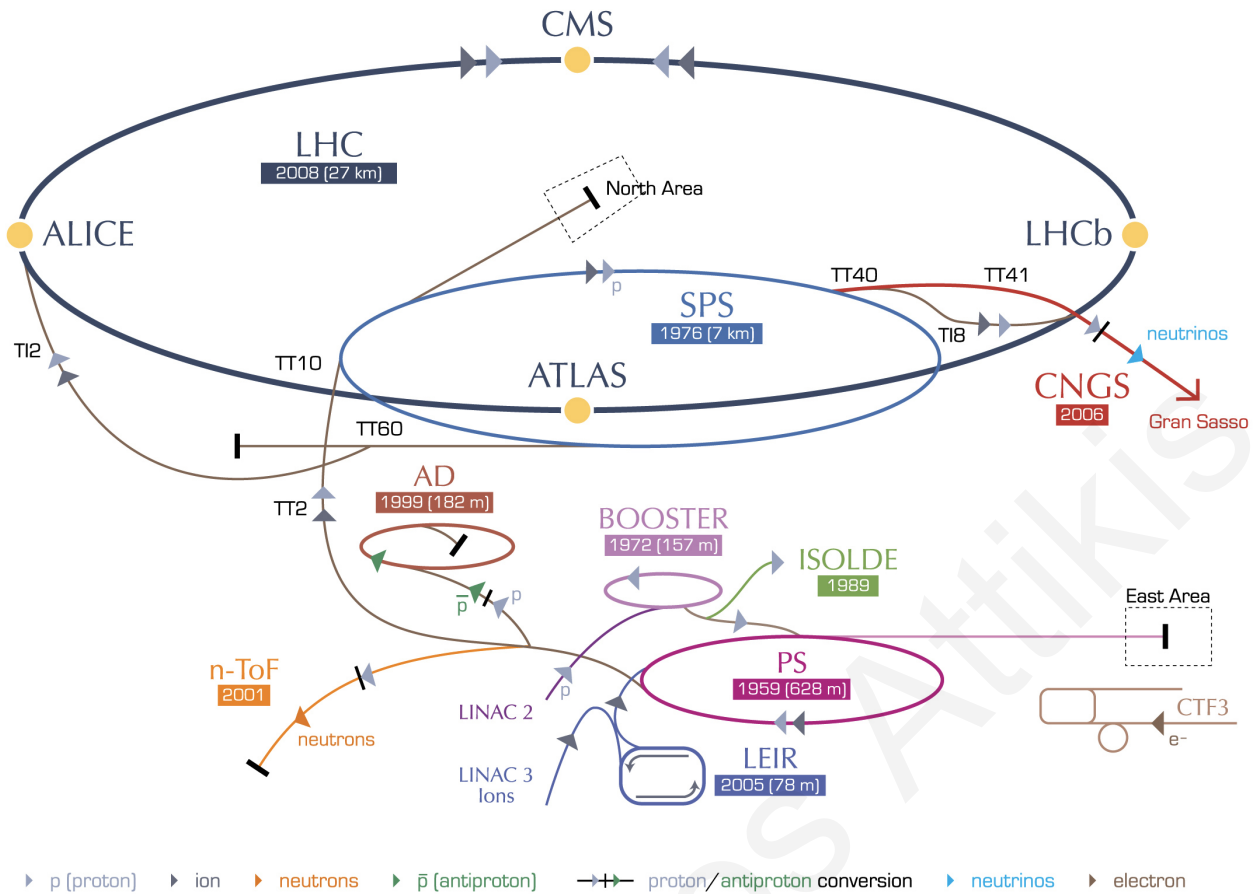 CMS
LHC
2008 (27 km)
North Area
ALICE
LHCb
TT40
TT41
p
SPS
1976 (7 km)
TI8
neutrinos
TI2
TT10
ATLAS
CNGS
2006
Gran Sasso
TT60
AD
1999 (182 m)
TT2
BOOSTER
1972 (157 m)
ISOLDE
1989
p̅
p
East Area
n-ToF
2001
p
PS
1959 (628 m)
LINAC 2
neutrons
CTF3
e-
LINAC 3
Ions
LEIR
2005 (78 m)
p (proton)
ion
neutrons
p̅ (antiproton)
proton/antiproton conversion
neutrinos
electron
s Attikis